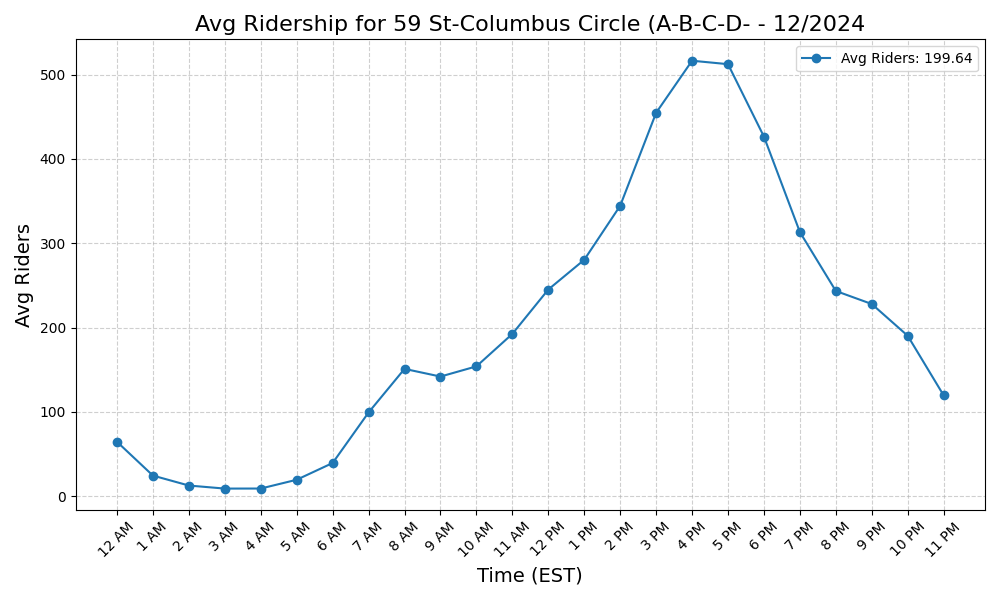 Avg Ridership for 59 St-Columbus Circle (A-B-C-D- - 12/2024
Avg Riders: 199.64
Avg Riders
500
400
300
200
100
0
12 AM
1 AM
2 AM
3 AM
4 AM
5 AM
6 AM
7 AM
8 AM
9 AM
10 AM
11 AM
12 PM
1 PM
2 PM
3 PM
4 PM
5 PM
6 PM
7 PM
8 PM
9 PM
10 PM
11 PM
Time (EST)